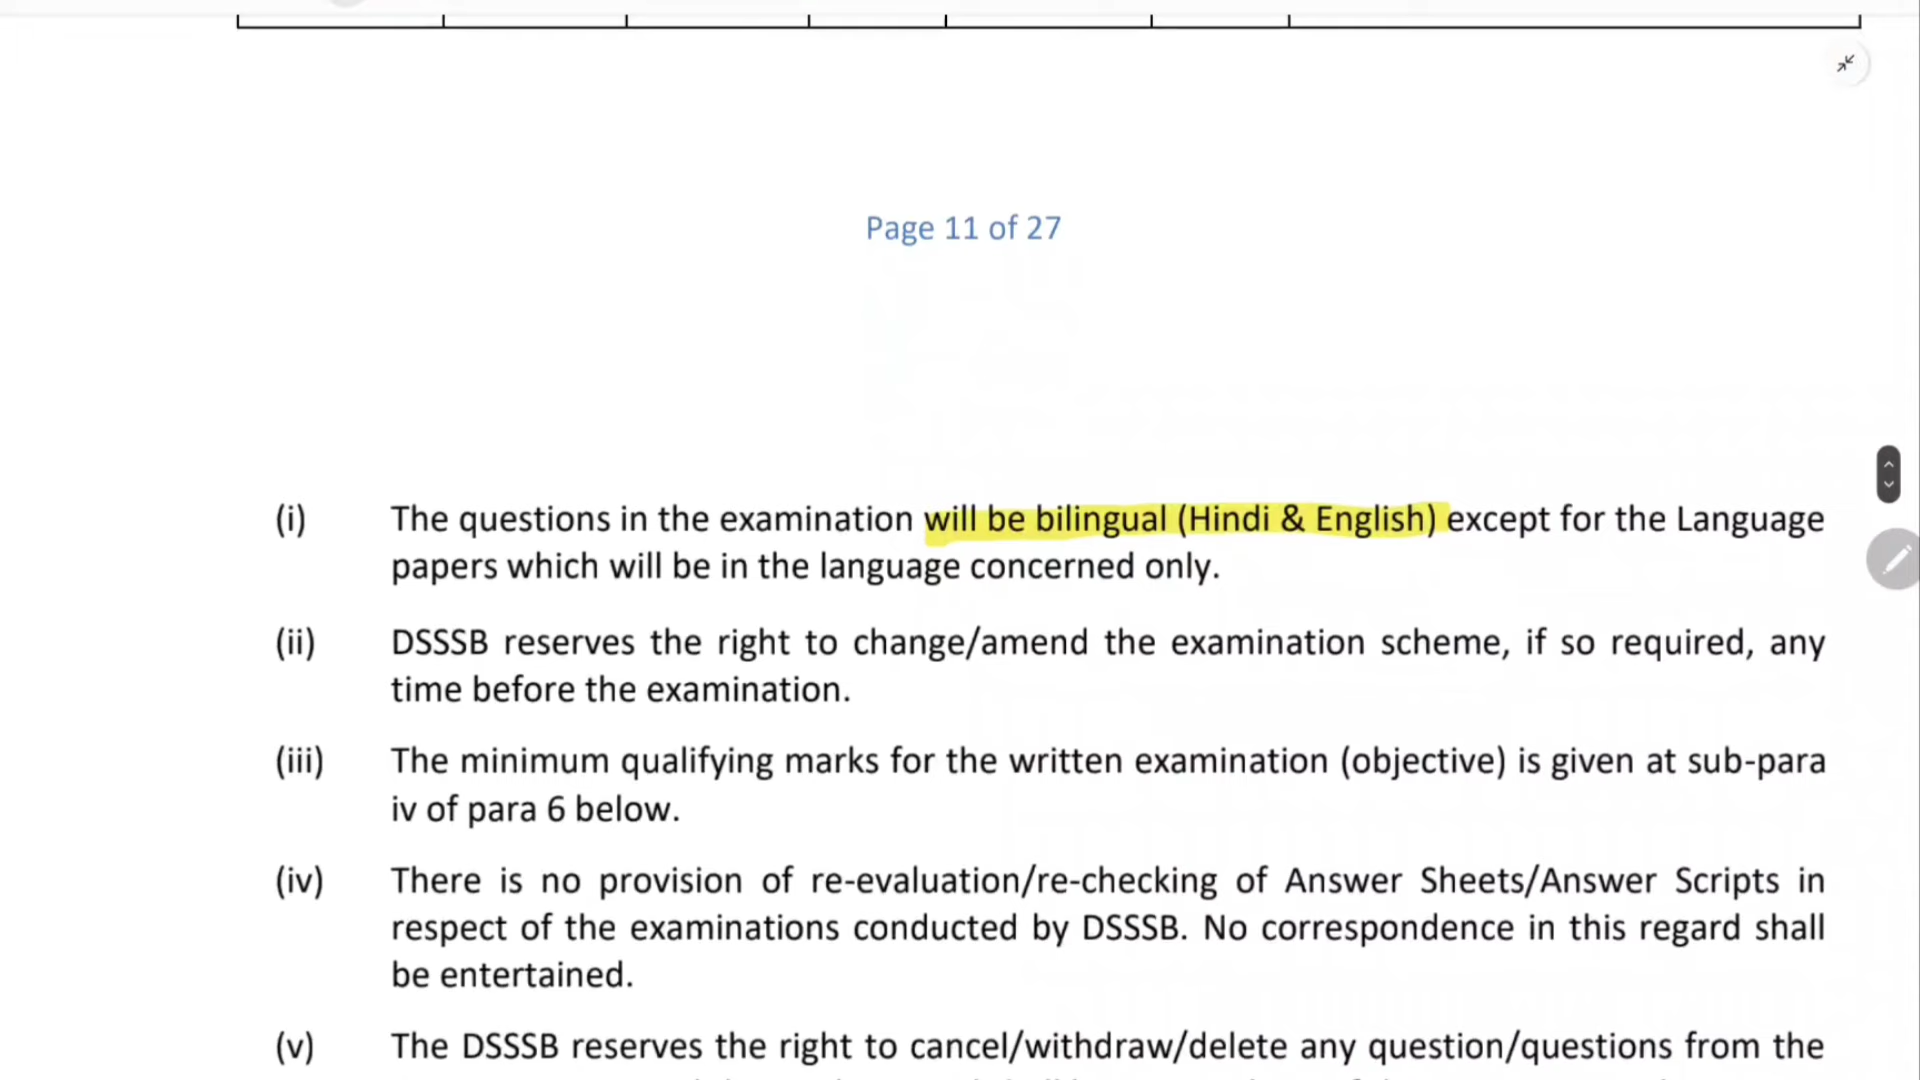 Page 11 of 27
(i) The questions in the examination will be bilingual (Hindi & English) except for the Language
papers which will be in the language concerned only.
(ii) DSSSB reserves the right to change/amend the examination scheme, if so required, any
time before the examination.
(iii) The minimum qualifying marks for the written examination (objective) is given at sub-para
iv of para 6 below.
(iv) There is no provision of re-evaluation/re-checking of Answer Sheets/Answer Scripts in
respect of the examinations conducted by DSSSB. No correspondence in this regard shall
be entertained.
(v) The DSSSB reserves the right to cancel/withdraw/delete any question/questions from the